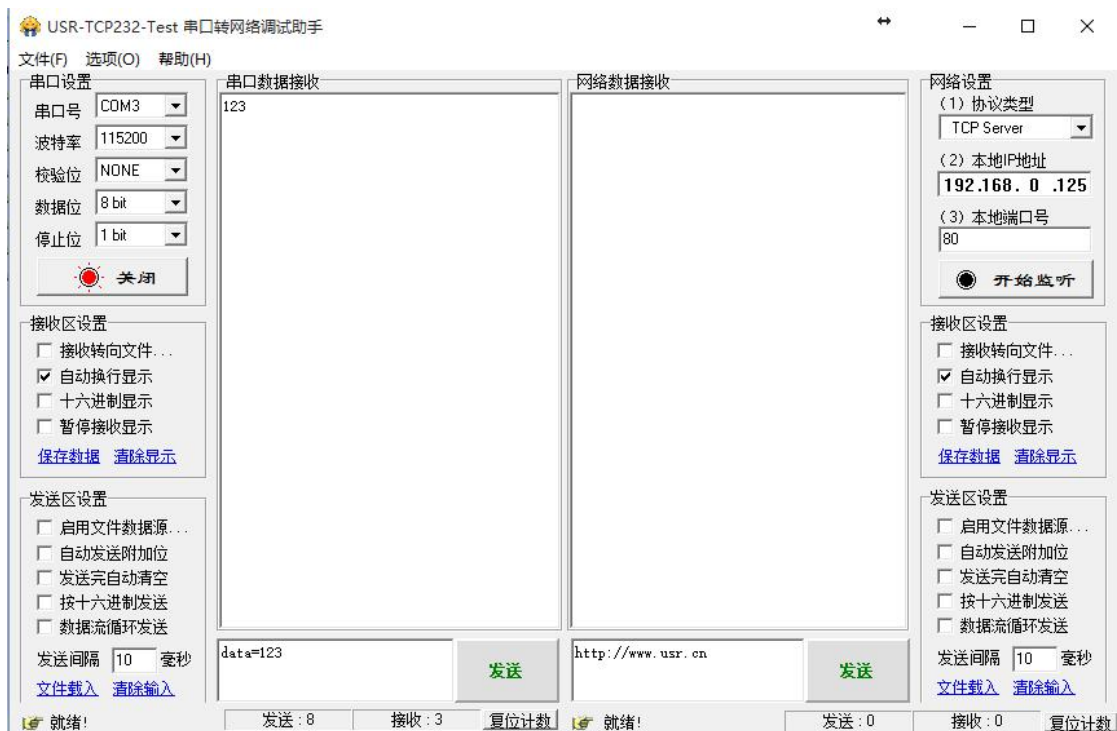 USR-TCP232-Test 串口转网络调试助手
文件(F) 选项(O) 帮助(H)
串口设置
串口号 COM3
波特率 115200
校验位 NONE
数据位 8 bit
停止位 1 bit
关闭
接收区设置
接收转向文件...
自动换行显示
十六进制显示
暂停接收显示
保存数据 清除显示
发送区设置
启用文件数据源...
自动发送附加位
发送完自动清空
按十六进制发送
数据流循环发送
发送间隔 10 毫秒
文件载入 清除输入
串口数据接收
123
data=123
发送
网络数据接收
http://www.usr.cn
发送
网络设置
(1) 协议类型
TCP Server
(2) 本地IP地址
192.168. 0 .125
(3) 本地端口号
80
开始监听
接收区设置
接收转向文件...
自动换行显示
十六进制显示
暂停接收显示
保存数据 清除显示
发送区设置
启用文件数据源...
自动发送附加位
发送完自动清空
按十六进制发送
数据流循环发送
发送间隔 10 毫秒
文件载入 清除输入
就绪! 发送:8 接收:3 复位计数 就绪! 发送:0 接收:0 复位计数